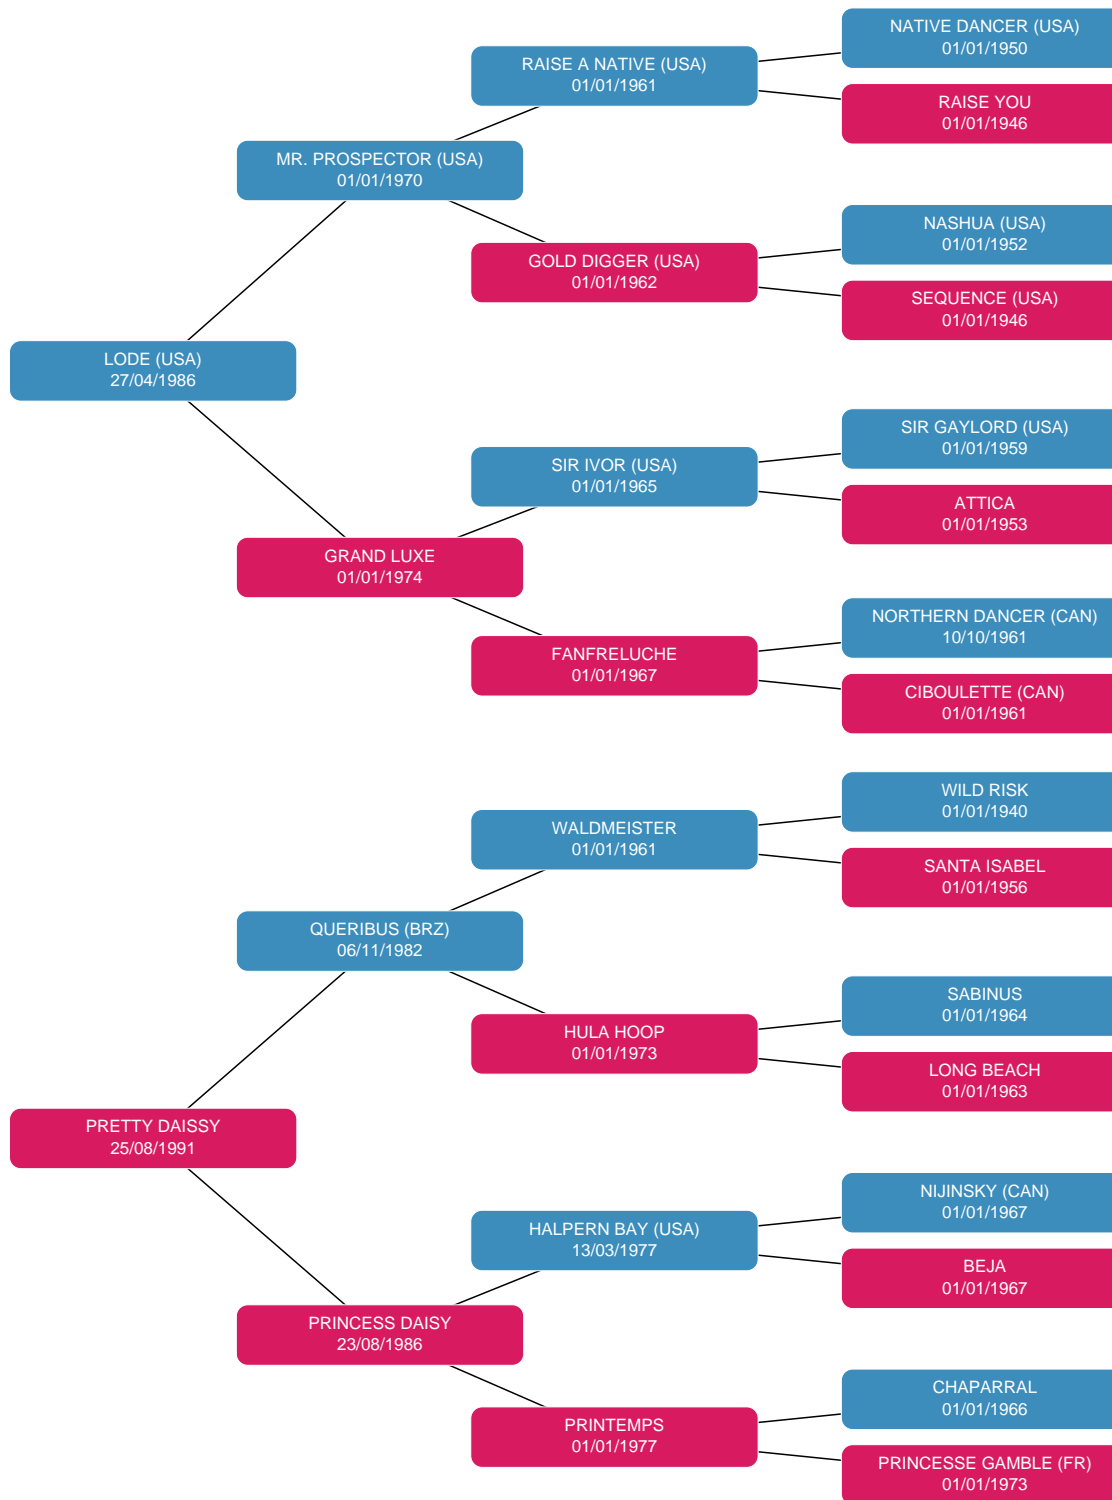 NATIVE DANCER (USA)
01/01/1950
RAISE A NATIVE (USA)
01/01/1961
RAISE YOU
01/01/1946
MR. PROSPECTOR (USA)
01/01/1970
NASHUA (USA)
01/01/1952
GOLD DIGGER (USA)
01/01/1962
SEQUENCE (USA)
01/01/1946
LODE (USA)
27/04/1986
SIR GAYLORD (USA)
01/01/1959
SIR IVOR (USA)
01/01/1965
ATTICA
01/01/1953
GRAND LUXE
01/01/1974
NORTHERN DANCER (CAN)
10/10/1961
FANFRELUCHE
01/01/1967
CIBOULETTE (CAN)
01/01/1961
WILD RISK
01/01/1940
WALDMEISTER
01/01/1961
SANTA ISABEL
01/01/1956
QUERIBUS (BRZ)
06/11/1982
SABINUS
01/01/1964
HULA HOOP
01/01/1973
LONG BEACH
01/01/1963
PRETTY DAISSY
25/08/1991
NIJINSKY (CAN)
01/01/1967
HALPERN BAY (USA)
13/03/1977
BEJA
01/01/1967
PRINCESS DAISY
23/08/1986
CHAPARRAL
01/01/1966
PRINTEMPS
01/01/1977
PRINCESSE GAMBLE (FR)
01/01/1973